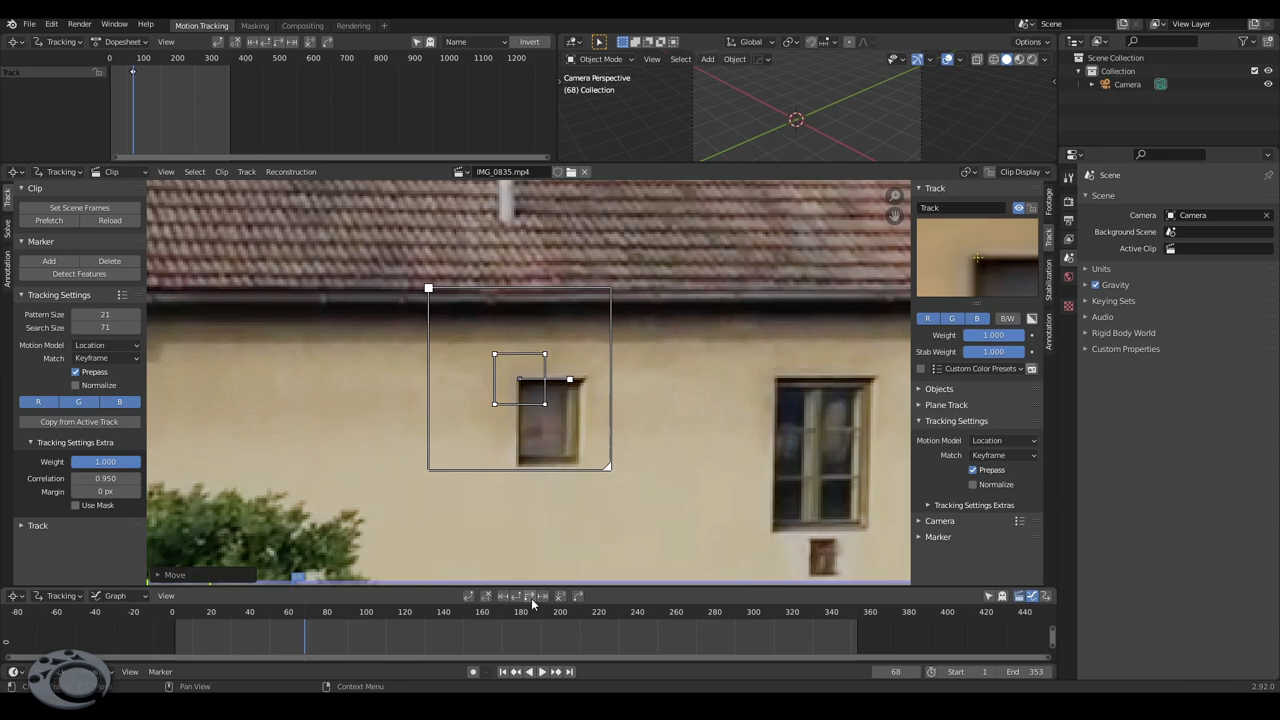 File Edit Render Window Help Motion Tracking Masking Compositing Rendering + Scene View Layer
Tracking Dopesheet View Name Invert Global Options
0 100 200 300 400 500 600 700 800 900 1000 1100 1200
Track
Object Mode View Select Add Object
Camera Perspective
(68) Collection
Scene Collection
Collection
Camera
Tracking Clip View Select Clip Track Reconstruction IMG_0835.mp4 Clip Display
Track
Solve
Annotation
Clip
Set Scene Frames
Prefetch Reload
Marker
Add Delete
Detect Features
Tracking Settings
Pattern Size 21
Search Size 71
Motion Model Location
Match Keyframe
Prepass
Normalize
R G B
Copy from Active Track
Tracking Settings Extra
Weight 1.000
Correlation 0.950
Margin 0 px
Use Mask
Track
Move
68
Track
Track
R G B B/W
Weight 1.000
Stab Weight 1.000
Custom Color Presets
Objects
Plane Track
Tracking Settings
Motion Model Location
Match Keyframe
Prepass
Normalize
Tracking Settings Extras
Camera
Marker
Footage
Track
Stabilization
Annotation
Scene
Scene
Camera Camera
Background Scene
Active Clip
Units
Gravity
Keying Sets
Audio
Rigid Body World
Custom Properties
Tracking Graph View
-80 -60 -40 -20 0 20 40 60 80 100 120 140 160 180 200 220 240 260 280 300 320 340 360 380 400 420 440
0
View Marker 68 Start 1 End 353
Pan View Context Menu 2.92.0